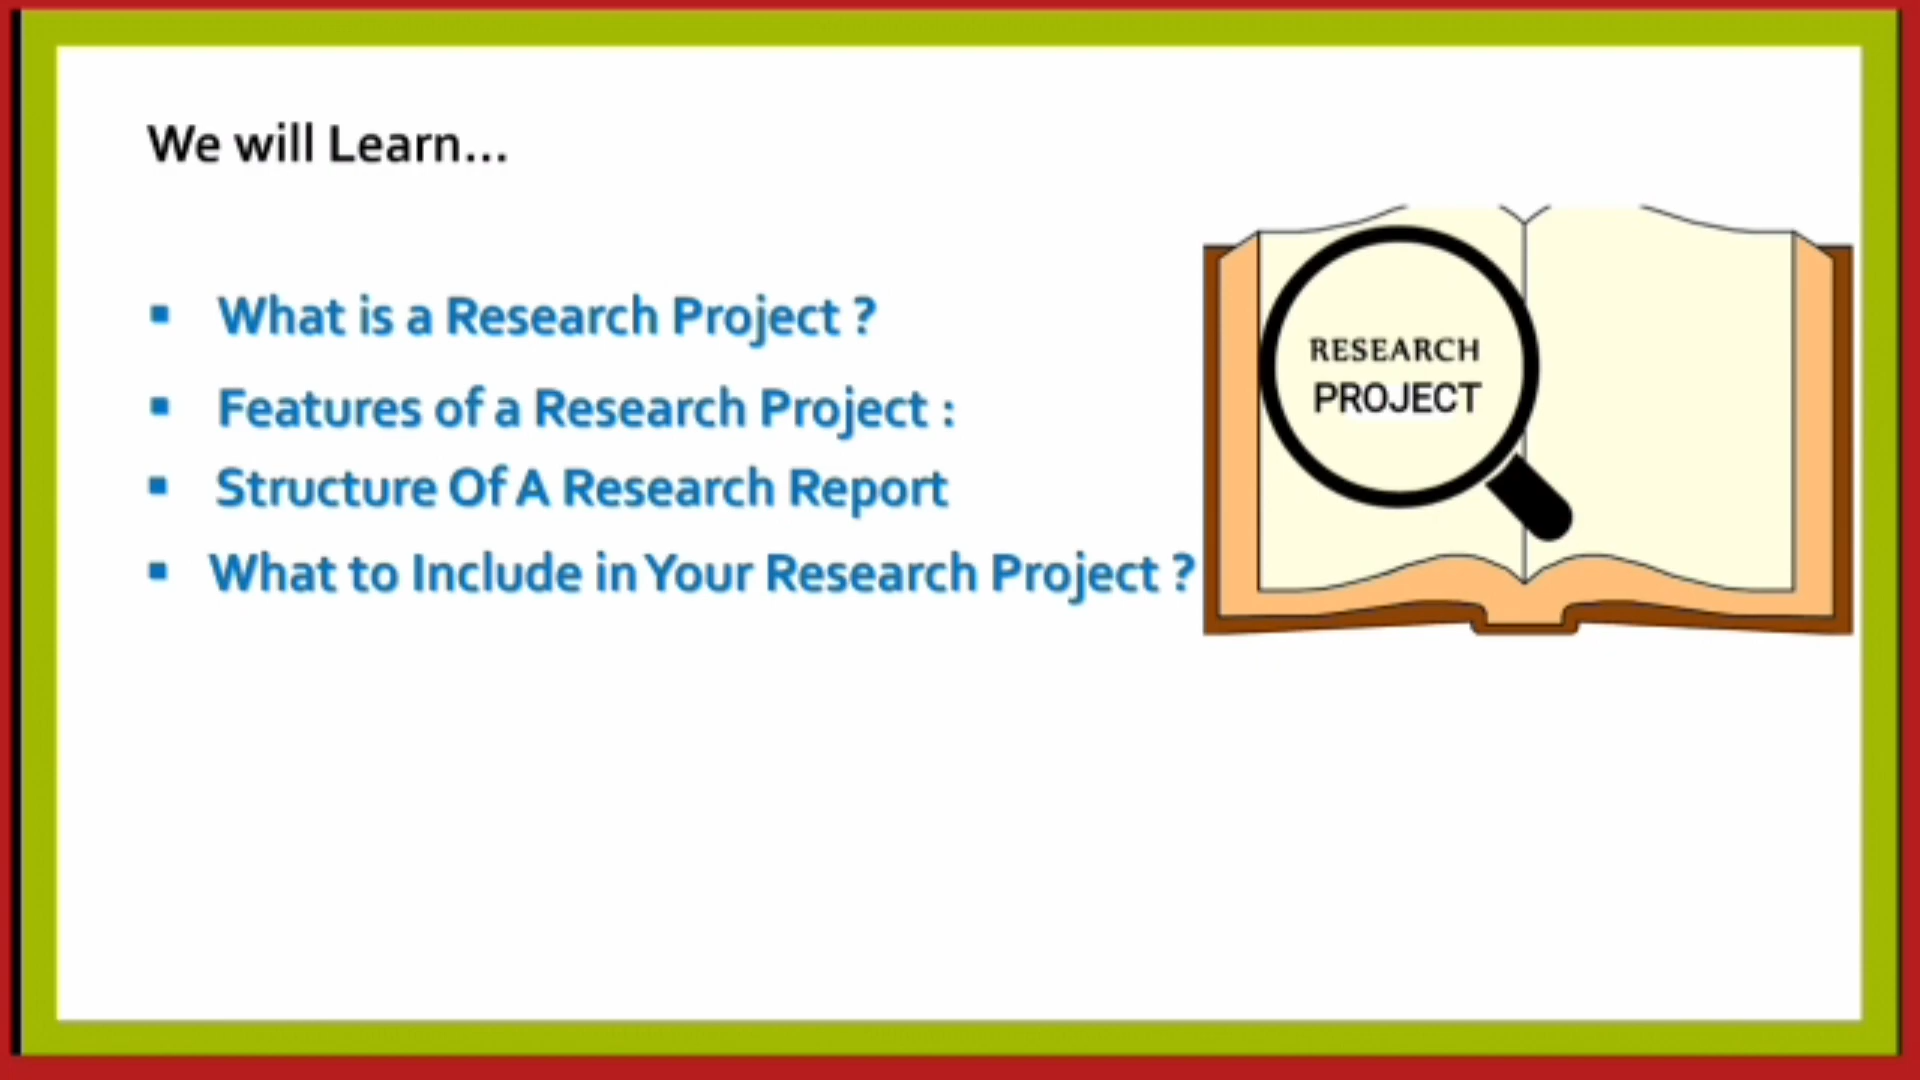 We will Learn...
▪ What is a Research Project ?
▪ Features of a Research Project :
▪ Structure Of A Research Report
▪ What to Include in Your Research Project ?
RESEARCH
PROJECT